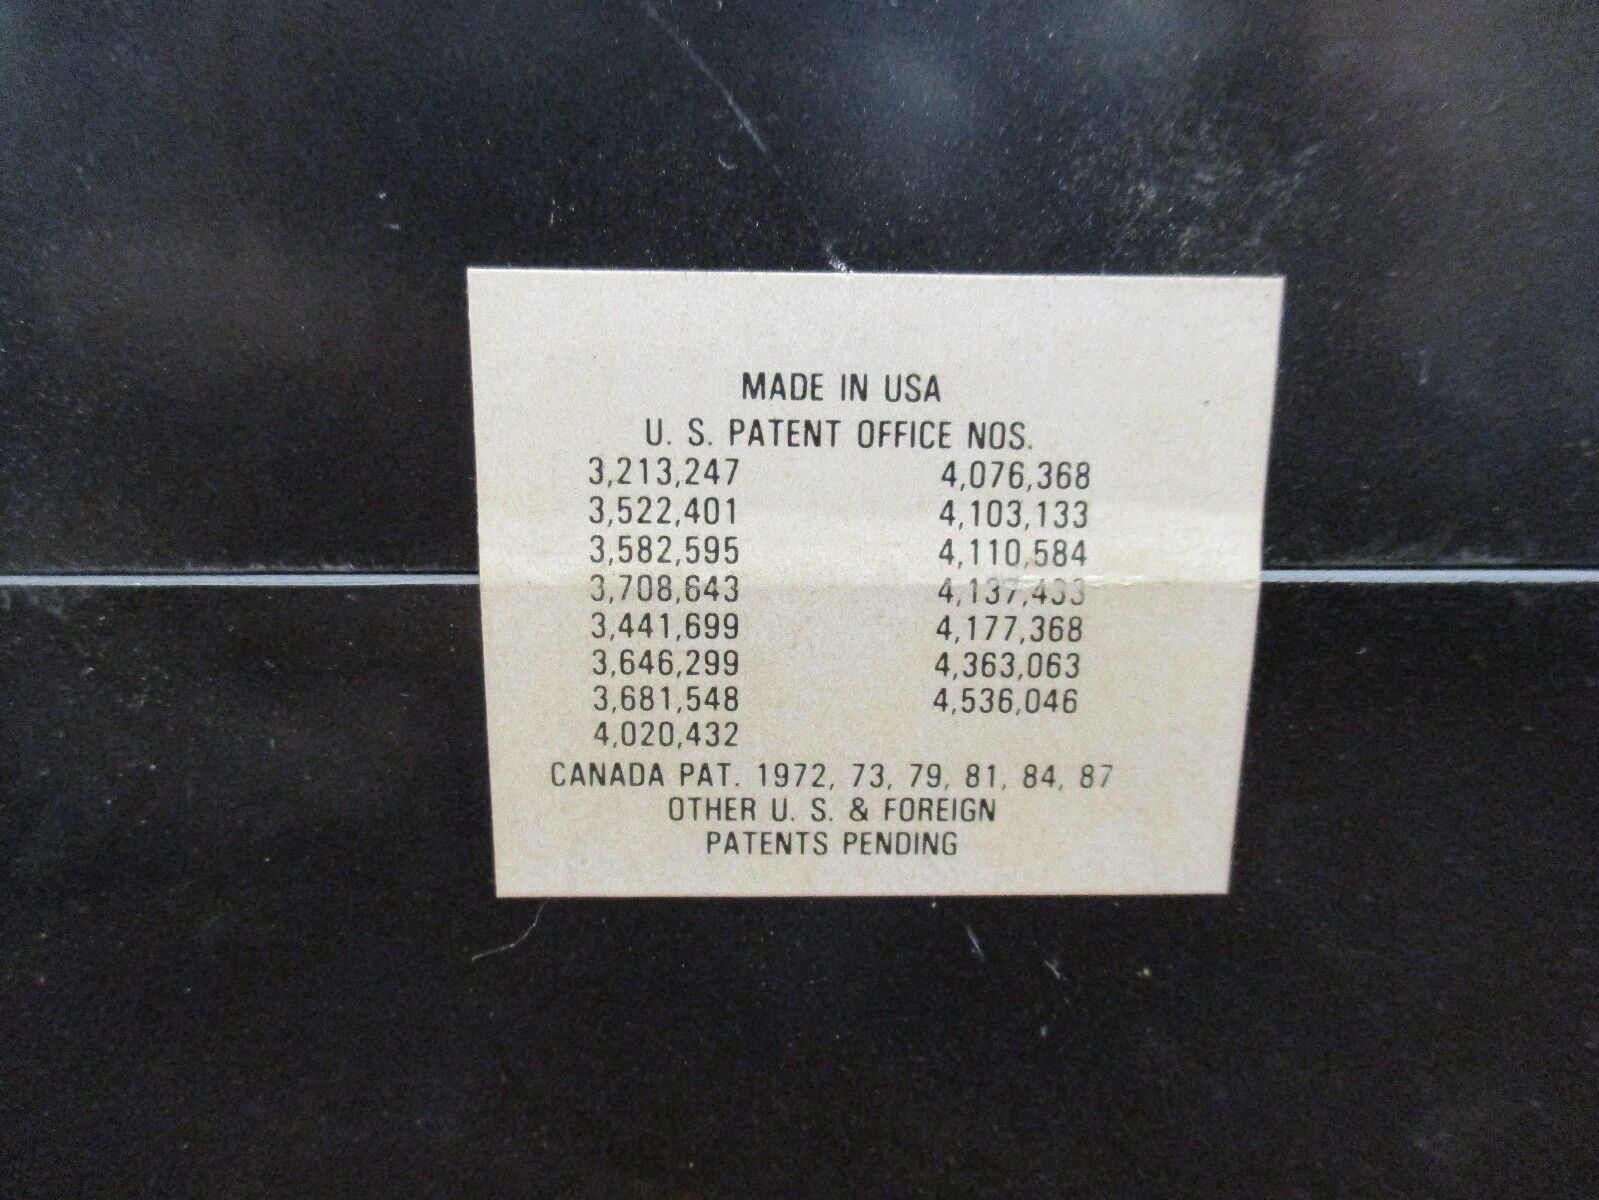 MADE IN USA
U. S. PATENT OFFICE NOS.
3,213,247 4,076,368
3,522,401 4,103,133
3,582,595 4,110,584
3,708,643 4,137,433
3,441,699 4,177,368
3,646,299 4,363,063
3,681,548 4,536,046
4,020,432
CANADA PAT. 1972, 73, 79, 81, 84, 87
OTHER U. S. & FOREIGN
PATENTS PENDING